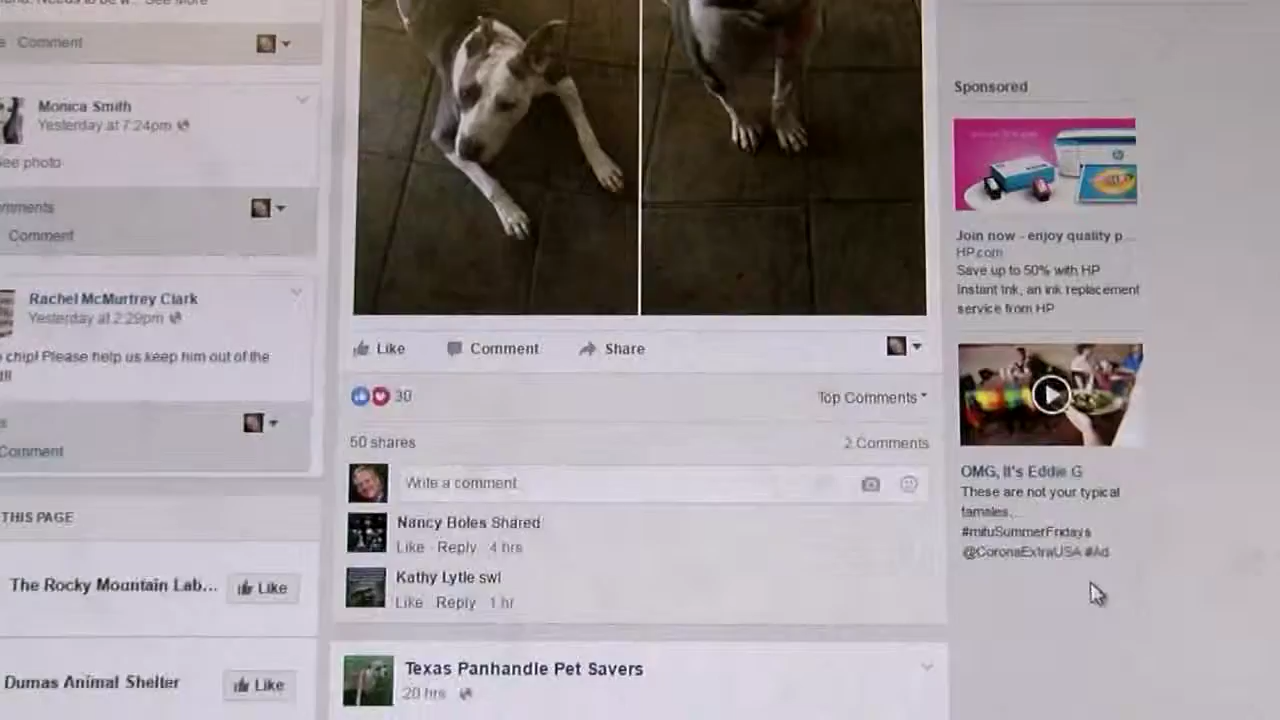 See More
Comment
Monica Smith
Yesterday at 7:24pm
see photo
Comment
Rachel McMurtrey Clark
Yesterday at 2:29pm
chip! Please help us keep him out of the
Comment
THIS PAGE
The Rocky Mountain Lab...
Like
Dumas Animal Shelter
Like
Like
Comment
Share
30
Top Comments
50 shares
2 Comments
Write a comment
Nancy Boles Shared
Like · Reply · 4 hrs
Kathy Lytle swl
Like · Reply · 1 hr
Texas Panhandle Pet Savers
20 hrs
Sponsored
Join now - enjoy quality p...
HP.com
Save up to 50% with HP
Instant Ink, an ink replacement
service from HP
OMG, It's Eddie G
These are not your typical
tamales...
#mituSummerFridays
@CoronaExtraUSA #Ad